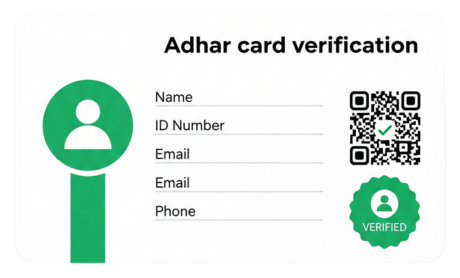 Adhar card verification
Name
ID Number
Email
Email
Phone
VERIFIED